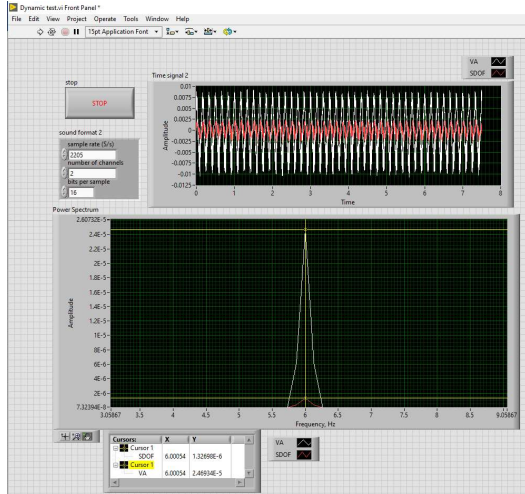 Dynamic test.vi Front Panel *
File Edit View Project Operate Tools Window Help
15pt Application Font
VA
SDOF
stop
STOP
Time signal 2
Amplitude
0.01
0.0075
0.005
0.0025
0
-0.0025
-0.005
-0.0075
-0.01
-0.0125
0 1 2 3 4 5 6 7 8
Time
sound format 2
sample rate (S/s)
2205
number of channels
2
bits per sample
16
Power Spectrum
Amplitude
2.60732E-5
2.4E-5
2.2E-5
2E-5
1.8E-5
1.6E-5
1.4E-5
1.2E-5
1E-5
8E-6
6E-6
4E-6
2E-6
7.32394E-8
3.05867 3.5 4 4.5 5 5.5 6 6.5 7 7.5 8 8.5 9.05867
Frequency, Hz
Cursors: X Y
Cursor 1
SDOF 6.00054 1.32698E-6
Cursor 1
VA 6.00054 2.46934E-5
VA
SDOF